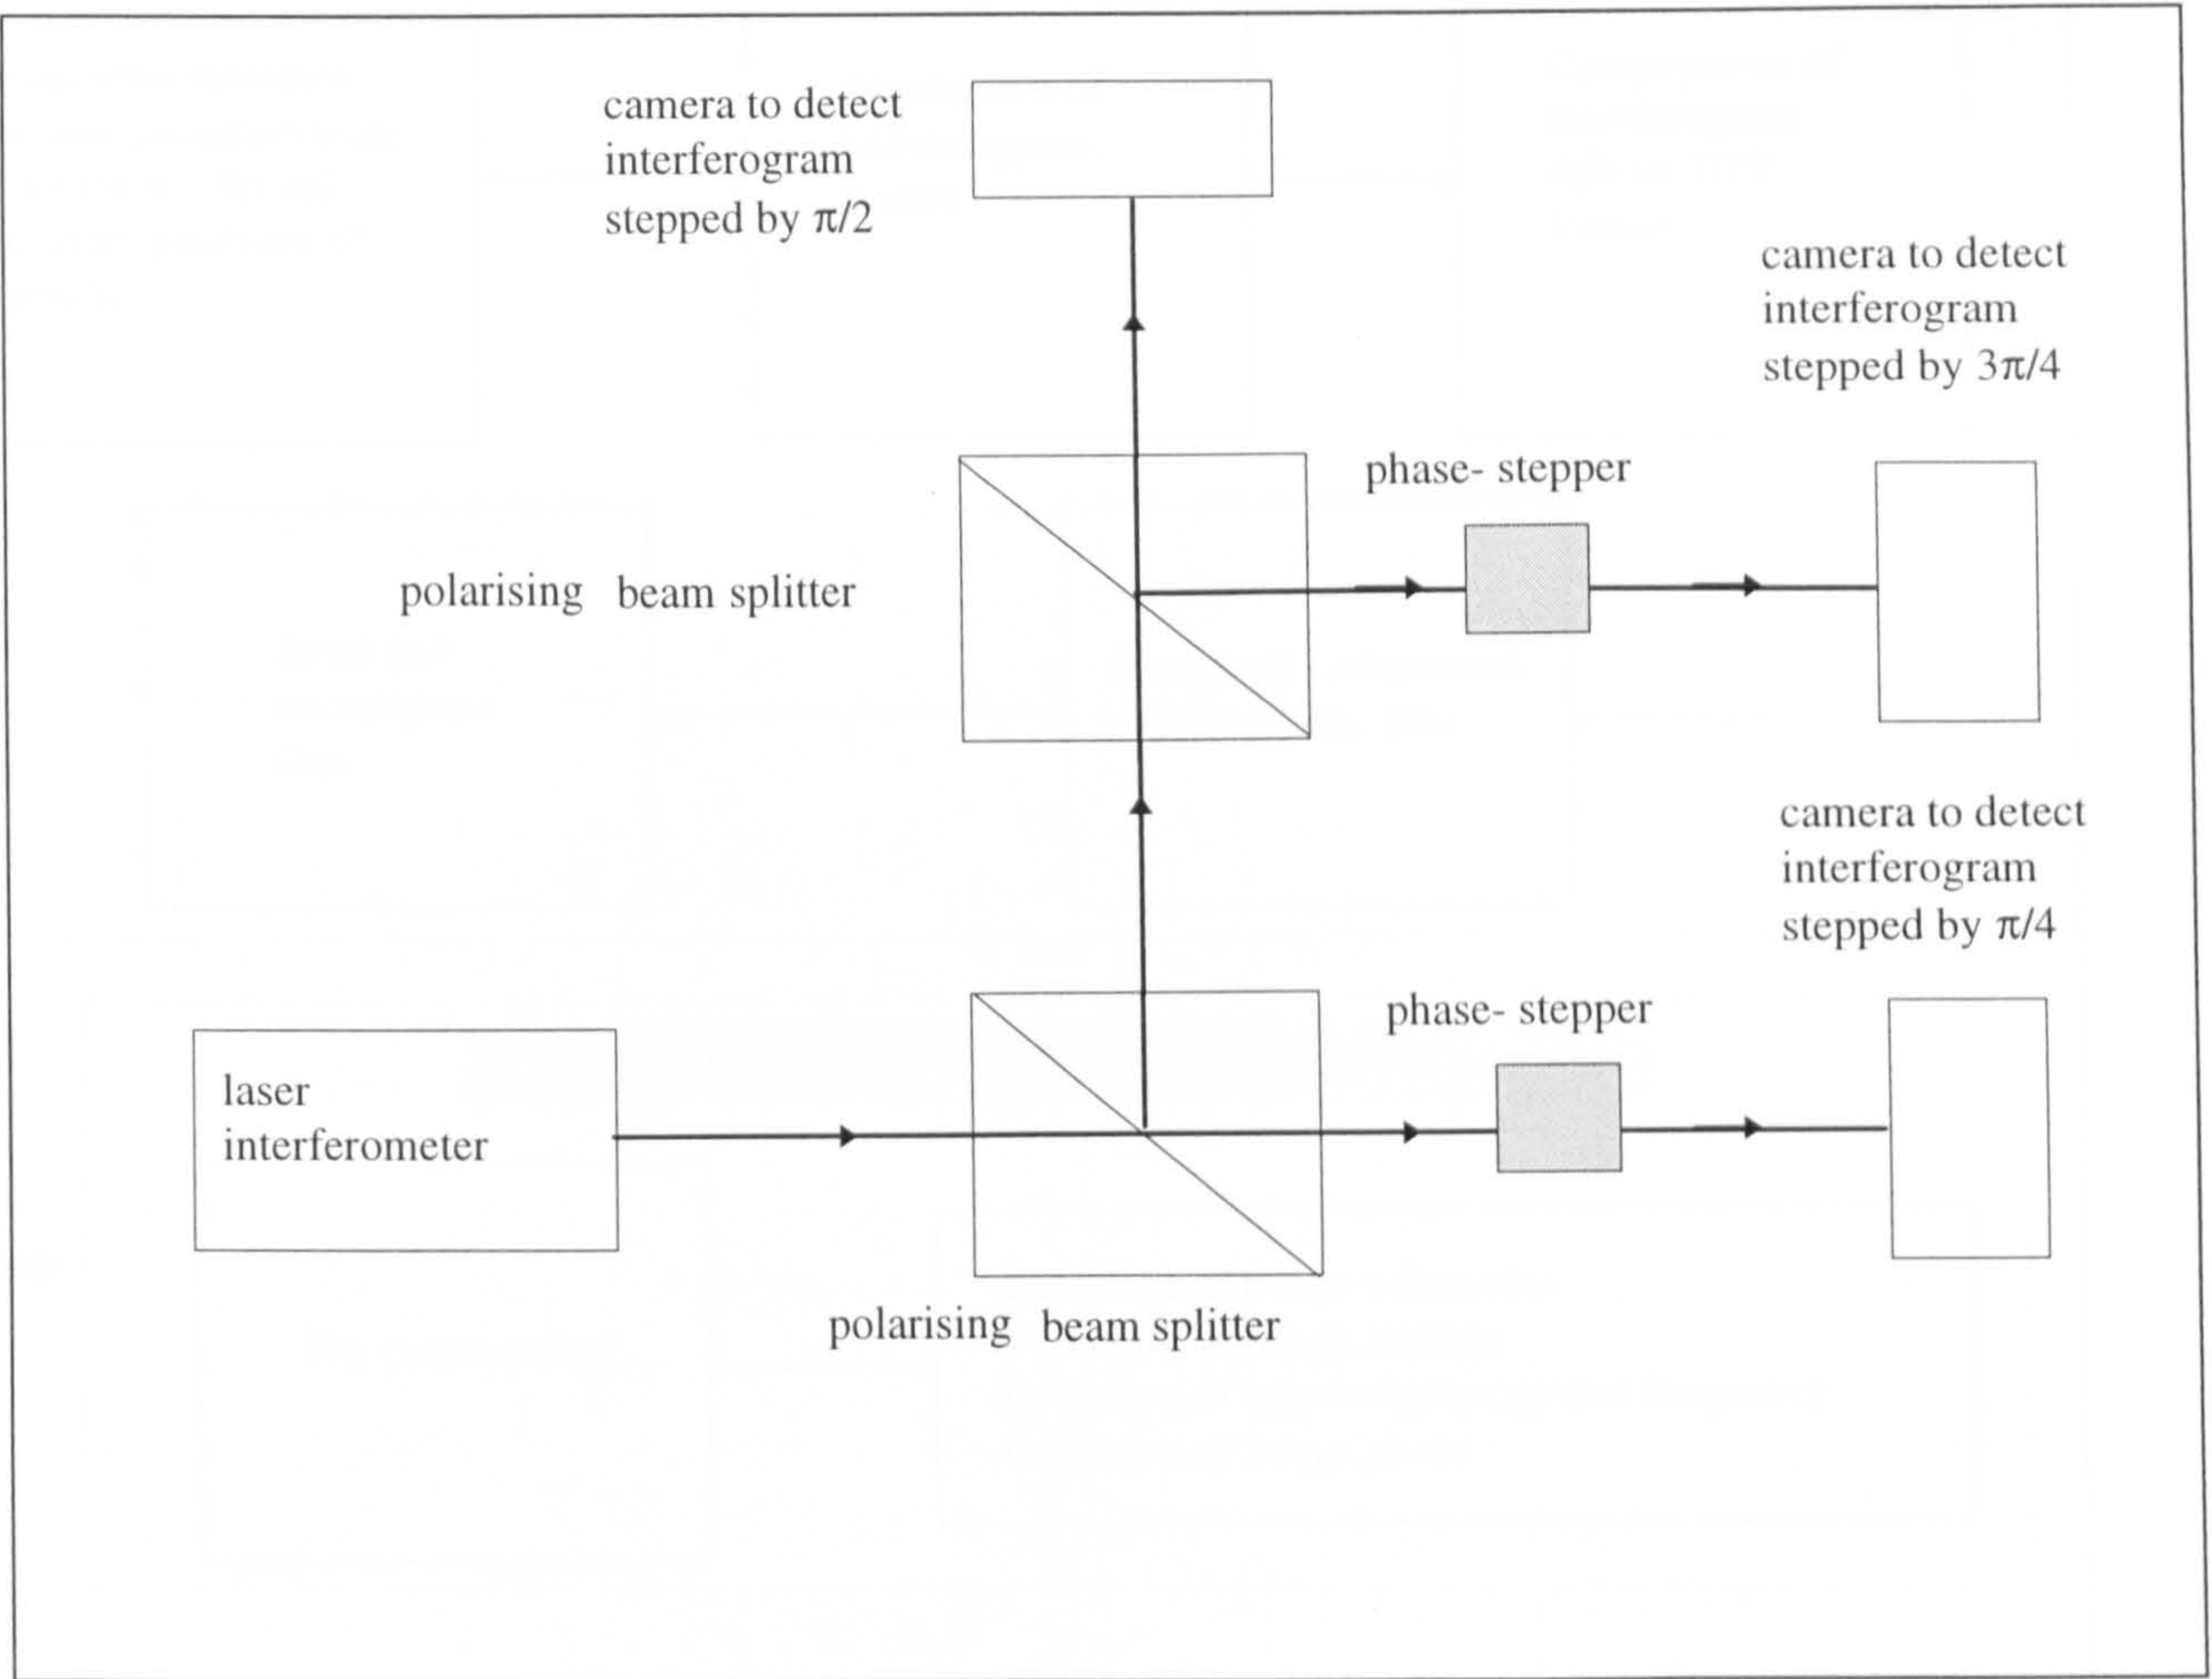 camera to detect
interferogram
stepped by π/2
camera to detect
interferogram
stepped by 3π/4
phase- stepper
polarising beam splitter
camera to detect
interferogram
stepped by π/4
phase- stepper
laser
interferometer
polarising beam splitter